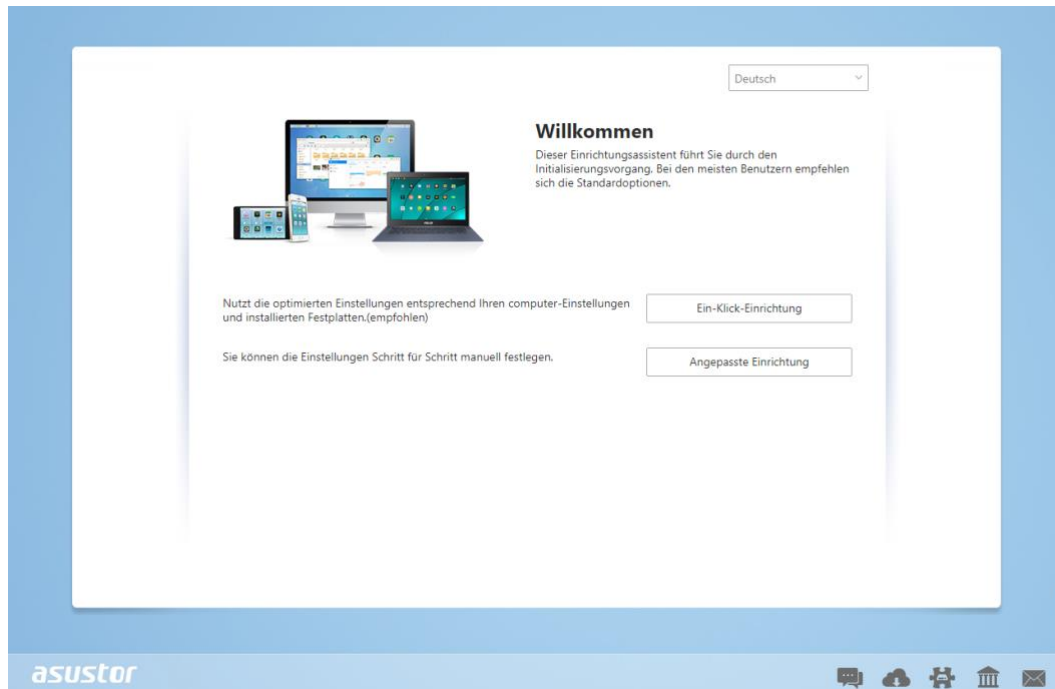 Deutsch
Willkommen
Dieser Einrichtungsassistent führt Sie durch den
Initialisierungsvorgang. Bei den meisten Benutzern empfehlen
sich die Standardoptionen.
Nutzt die optimierten Einstellungen entsprechend Ihren computer-Einstellungen
und installierten Festplatten.(empfohlen)
Ein-Klick-Einrichtung
Sie können die Einstellungen Schritt für Schritt manuell festlegen.
Angepasste Einrichtung
asustor